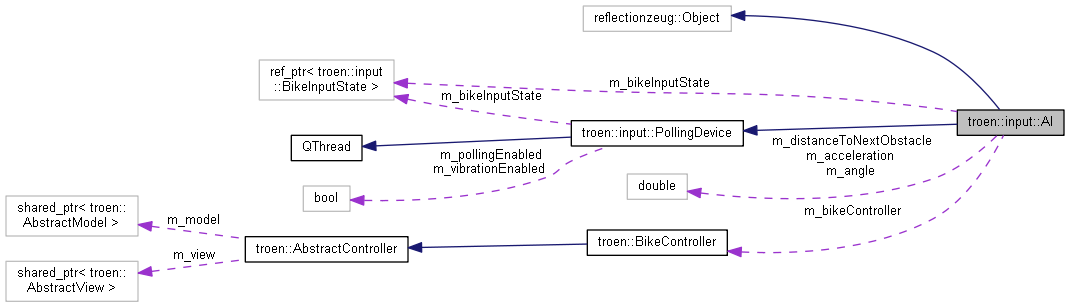 reflectionzeug::Object
ref_ptr< troen::input
::BikeInputState >
m_bikeInputState
m_bikeInputState
troen::input::AI
troen::input::PollingDevice
QThread
m_distanceToNextObstacle
m_acceleration
m_angle
m_pollingEnabled
m_vibrationEnabled
bool
double
shared_ptr< troen::
AbstractModel >
m_model
m_bikeController
troen::AbstractController
troen::BikeController
m_view
shared_ptr< troen::
AbstractView >